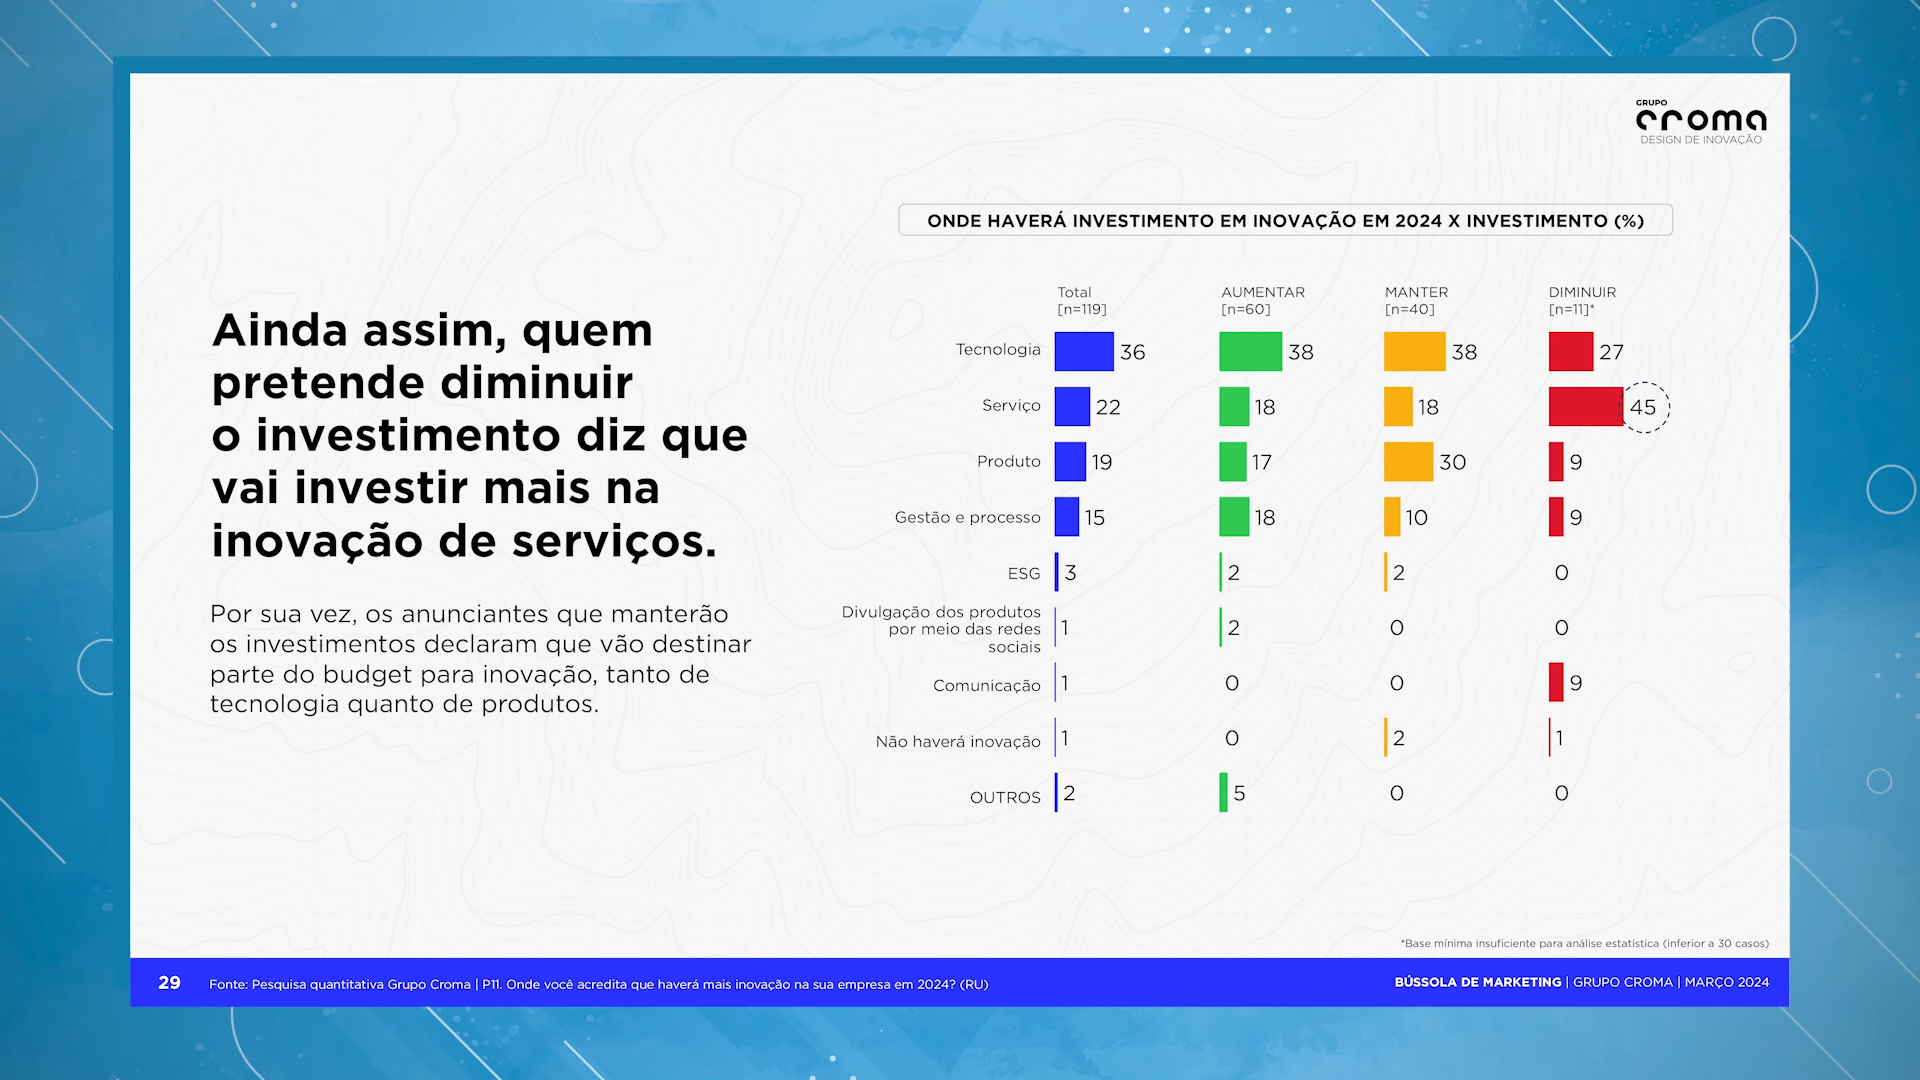 GRUPO
croma
DESIGN DE INOVAÇÃO
ONDE HAVERÁ INVESTIMENTO EM INOVAÇÃO EM 2024 X INVESTIMENTO (%)
Ainda assim, quem
pretende diminuir
o investimento diz que
vai investir mais na
inovação de serviços.
Por sua vez, os anunciantes que manterão
os investimentos declaram que vão destinar
parte do budget para inovação, tanto de
tecnologia quanto de produtos.
Total AUMENTAR MANTER DIMINUIR
[n=119] [n=60] [n=40] [n=11]*
Tecnologia 36 38 38 27
Serviço 22 18 18 45
Produto 19 17 30 9
Gestão e processo 15 18 10 9
ESG 3 2 2 0
Divulgação dos produtos
por meio das redes 1 2 0 0
sociais
Comunicação 1 0 0 9
Não haverá inovação 1 0 2 1
OUTROS 2 5 0 0
*Base mínima insuficiente para análise estatística (inferior a 30 casos)
29 Fonte: Pesquisa quantitativa Grupo Croma | P11. Onde você acredita que haverá mais inovação na sua empresa em 2024? (RU)
BÚSSOLA DE MARKETING | GRUPO CROMA | MARÇO 2024